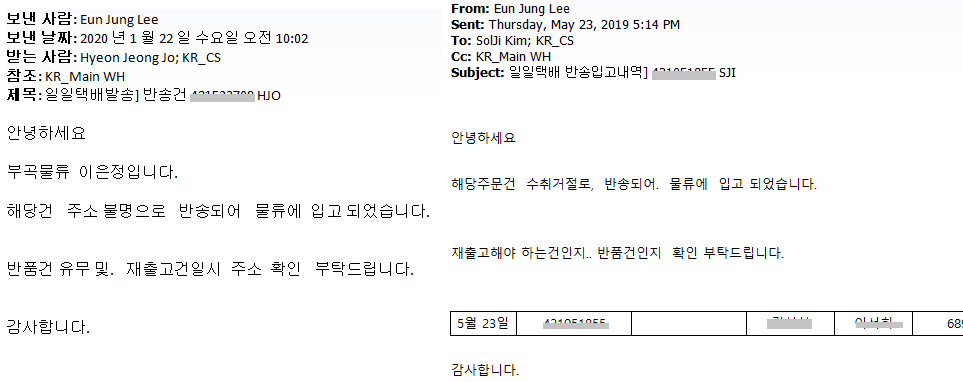 보낸 사람: Eun Jung Lee
보낸 날짜: 2020 년 1 월 22 일 수요일 오전 10:02
받는 사람: Hyeon Jeong Jo; KR_CS
참조: KR_Main WH
제목: 일일택배발송] 반송건 HJO
안녕하세요
부곡물류 이은정입니다.
해당건 주소 불명으로 반송되어 물류에 입고 되었습니다.
반품건 유무 및. 재출고건일시 주소 확인 부탁드립니다.
감사합니다.
From: Eun Jung Lee
Sent: Thursday, May 23, 2019 5:14 PM
To: SolJi Kim; KR_CS
Cc: KR_Main WH
Subject: 일일택배 반송입고내역] SJI
안녕하세요
해당주문건 수취거절로, 반송되어. 물류에 입고 되었습니다.
재출고해야 하는건인지.. 반품건인지 확인 부탁드립니다.
5월 23일
감사합니다.